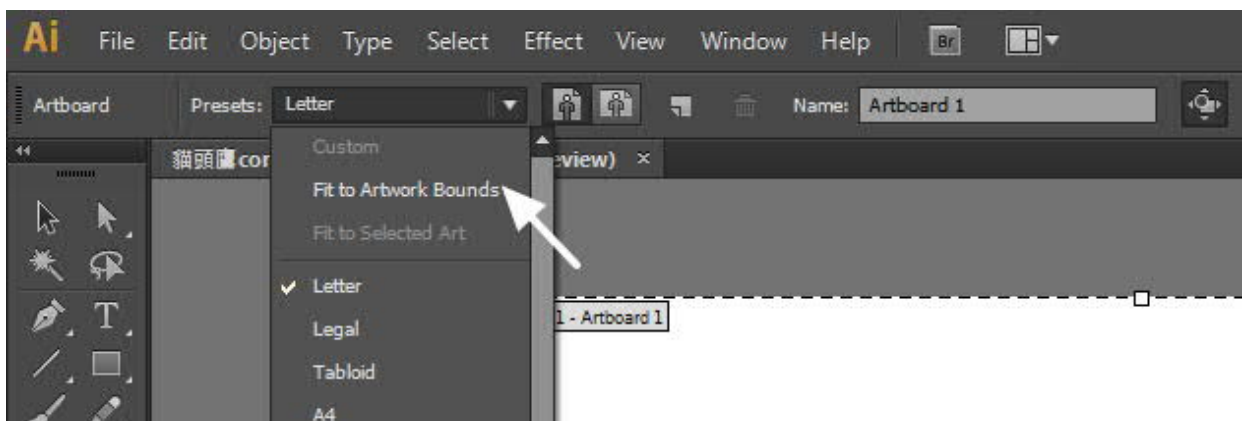 Ai File Edit Object Type Select Effect View Window Help Br
Artboard Presets: Letter Name: Artboard 1
貓頭鷹cor eview) ×
Custom
Fit to Artwork Bounds
Fit to Selected Art
Letter
1 - Artboard 1
Legal
Tabloid
A4
T